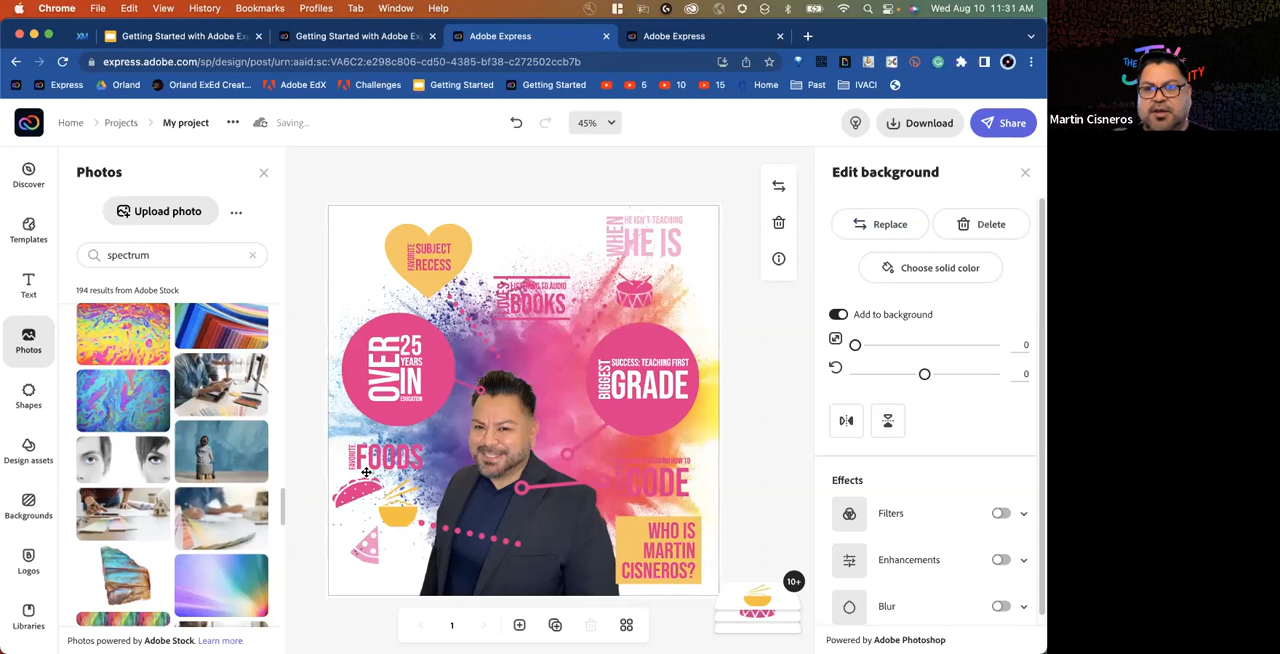 Chrome File Edit View History Bookmarks Profiles Tab Window Help Wed Aug 10 11:31 AM
Getting Started with Adobe Ex Getting Started with Adobe Ex Adobe Express Adobe Express
express.adobe.com/sp/design/post/urn:aaid:sc:VA6C2:e298c806-cd50-4385-bf38-c272502ccb7b
Express Orland Orland ExEd Creat... Adobe EdX Challenges Getting Started Getting Started 5 10 15 Home Past IVACI
Home Projects My project ••• Saving... 45% Download Share
Martin Cisneros
Discover
Templates
Text
Photos
Shapes
Design assets
Backgrounds
Logos
Libraries
Photos
Upload photo
spectrum
194 results from Adobe Stock
Photos powered by Adobe Stock. Learn more.
FAVORITE SUBJECT
RECESS
WHEN HE ISN'T TEACHING
HE IS
BOOKS
OVER 25
YEARS
IN
EDUCATION
BIGGEST SUCCESS: TEACHING FIRST
GRADE
FAVORITE FOODS
CODE
WHO IS
MARTIN
CISNEROS?
1
10+
Edit background
Replace Delete
Choose solid color
Add to background
0
0
Effects
Filters
Enhancements
Blur
Powered by Adobe Photoshop